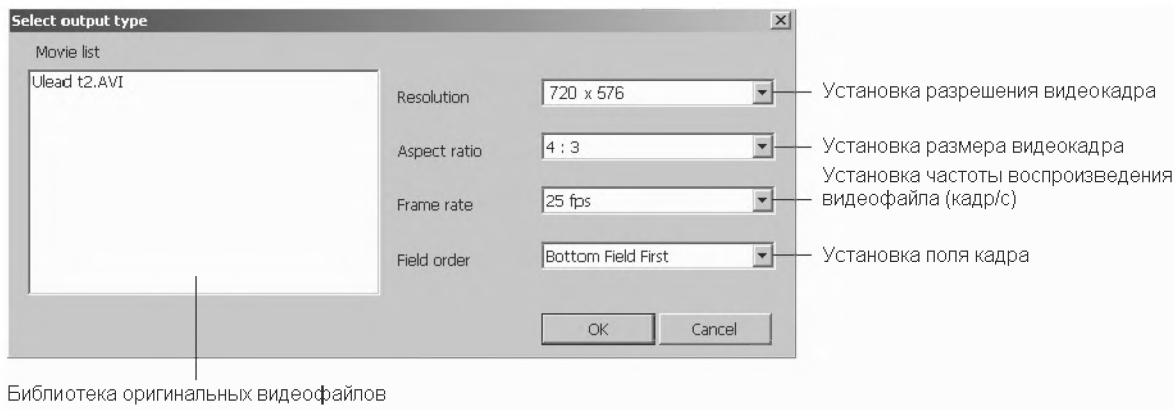 Select output type
Movie list
Ulead t2.AVI
Resolution
720 x 576
Установка разрешения видеокадра
Aspect ratio
4 : 3
Установка размера видеокадра
Frame rate
25 fps
Установка частоты воспроизведения
видеофайла (кадр/с)
Field order
Bottom Field First
Установка поля кадра
OK
Cancel
Библиотека оригинальных видеофайлов